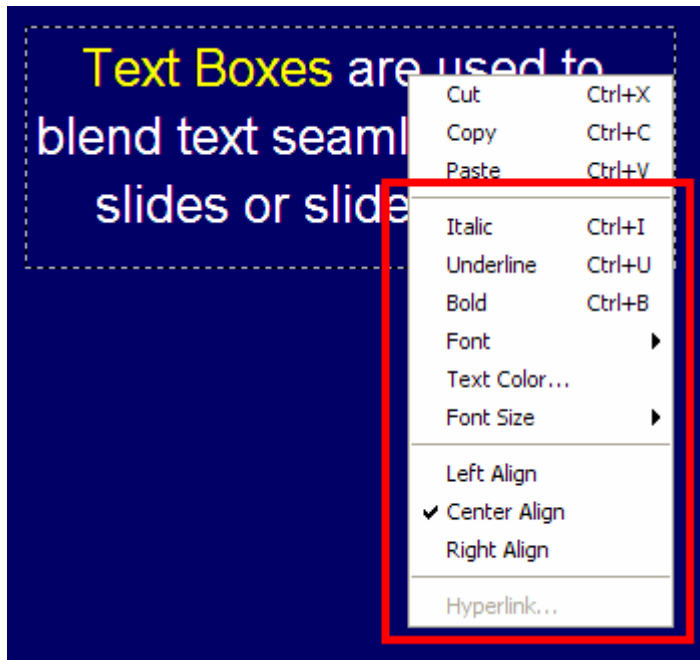 Text Boxes are used to
blend text seaml
slides or slide
Cut Ctrl+X
Copy Ctrl+C
Paste Ctrl+V
Italic Ctrl+I
Underline Ctrl+U
Bold Ctrl+B
Font
Text Color...
Font Size
Left Align
Center Align
Right Align
Hyperlink...